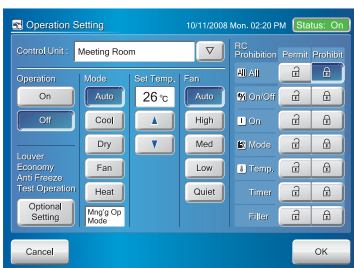 Operation Setting
10/11/2008 Mon. 02:20 PM
Status: On
Control Unit :
Meeting Room
RC Prohibition
Permit
Prohibit
All All
Operation
Mode
Set Temp.
Fan
On
Auto
26 °C
Auto
On/Off
Off
Cool
High
On
Dry
Med
Mode
Louver
Economy
Anti Freeze
Test Operation
Fan
Low
Temp.
Heat
Quiet
Timer
Optional Setting
Mng'g Op Mode
Filter
Cancel
OK